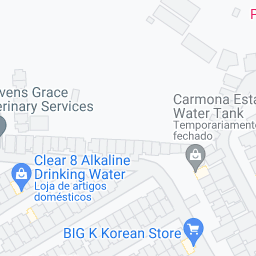 vens Grace
erinary Services
Carmona Esta
Water Tank
Temporariament
fechado
Clear 8 Alkaline
Drinking Water
Loja de artigos
domésticos
BIG K Korean Store